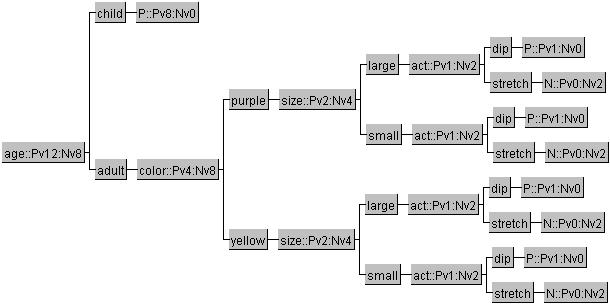 child P::Pv8:Nv0
age::Pv12:Nv8
adult color::Pv4:Nv8
purple size::Pv2:Nv4
large act::Pv1:Nv2
dip P::Pv1:Nv0
stretch N::Pv0:Nv2
small act::Pv1:Nv2
dip P::Pv1:Nv0
stretch N::Pv0:Nv2
yellow size::Pv2:Nv4
large act::Pv1:Nv2
dip P::Pv1:Nv0
stretch N::Pv0:Nv2
small act::Pv1:Nv2
dip P::Pv1:Nv0
stretch N::Pv0:Nv2